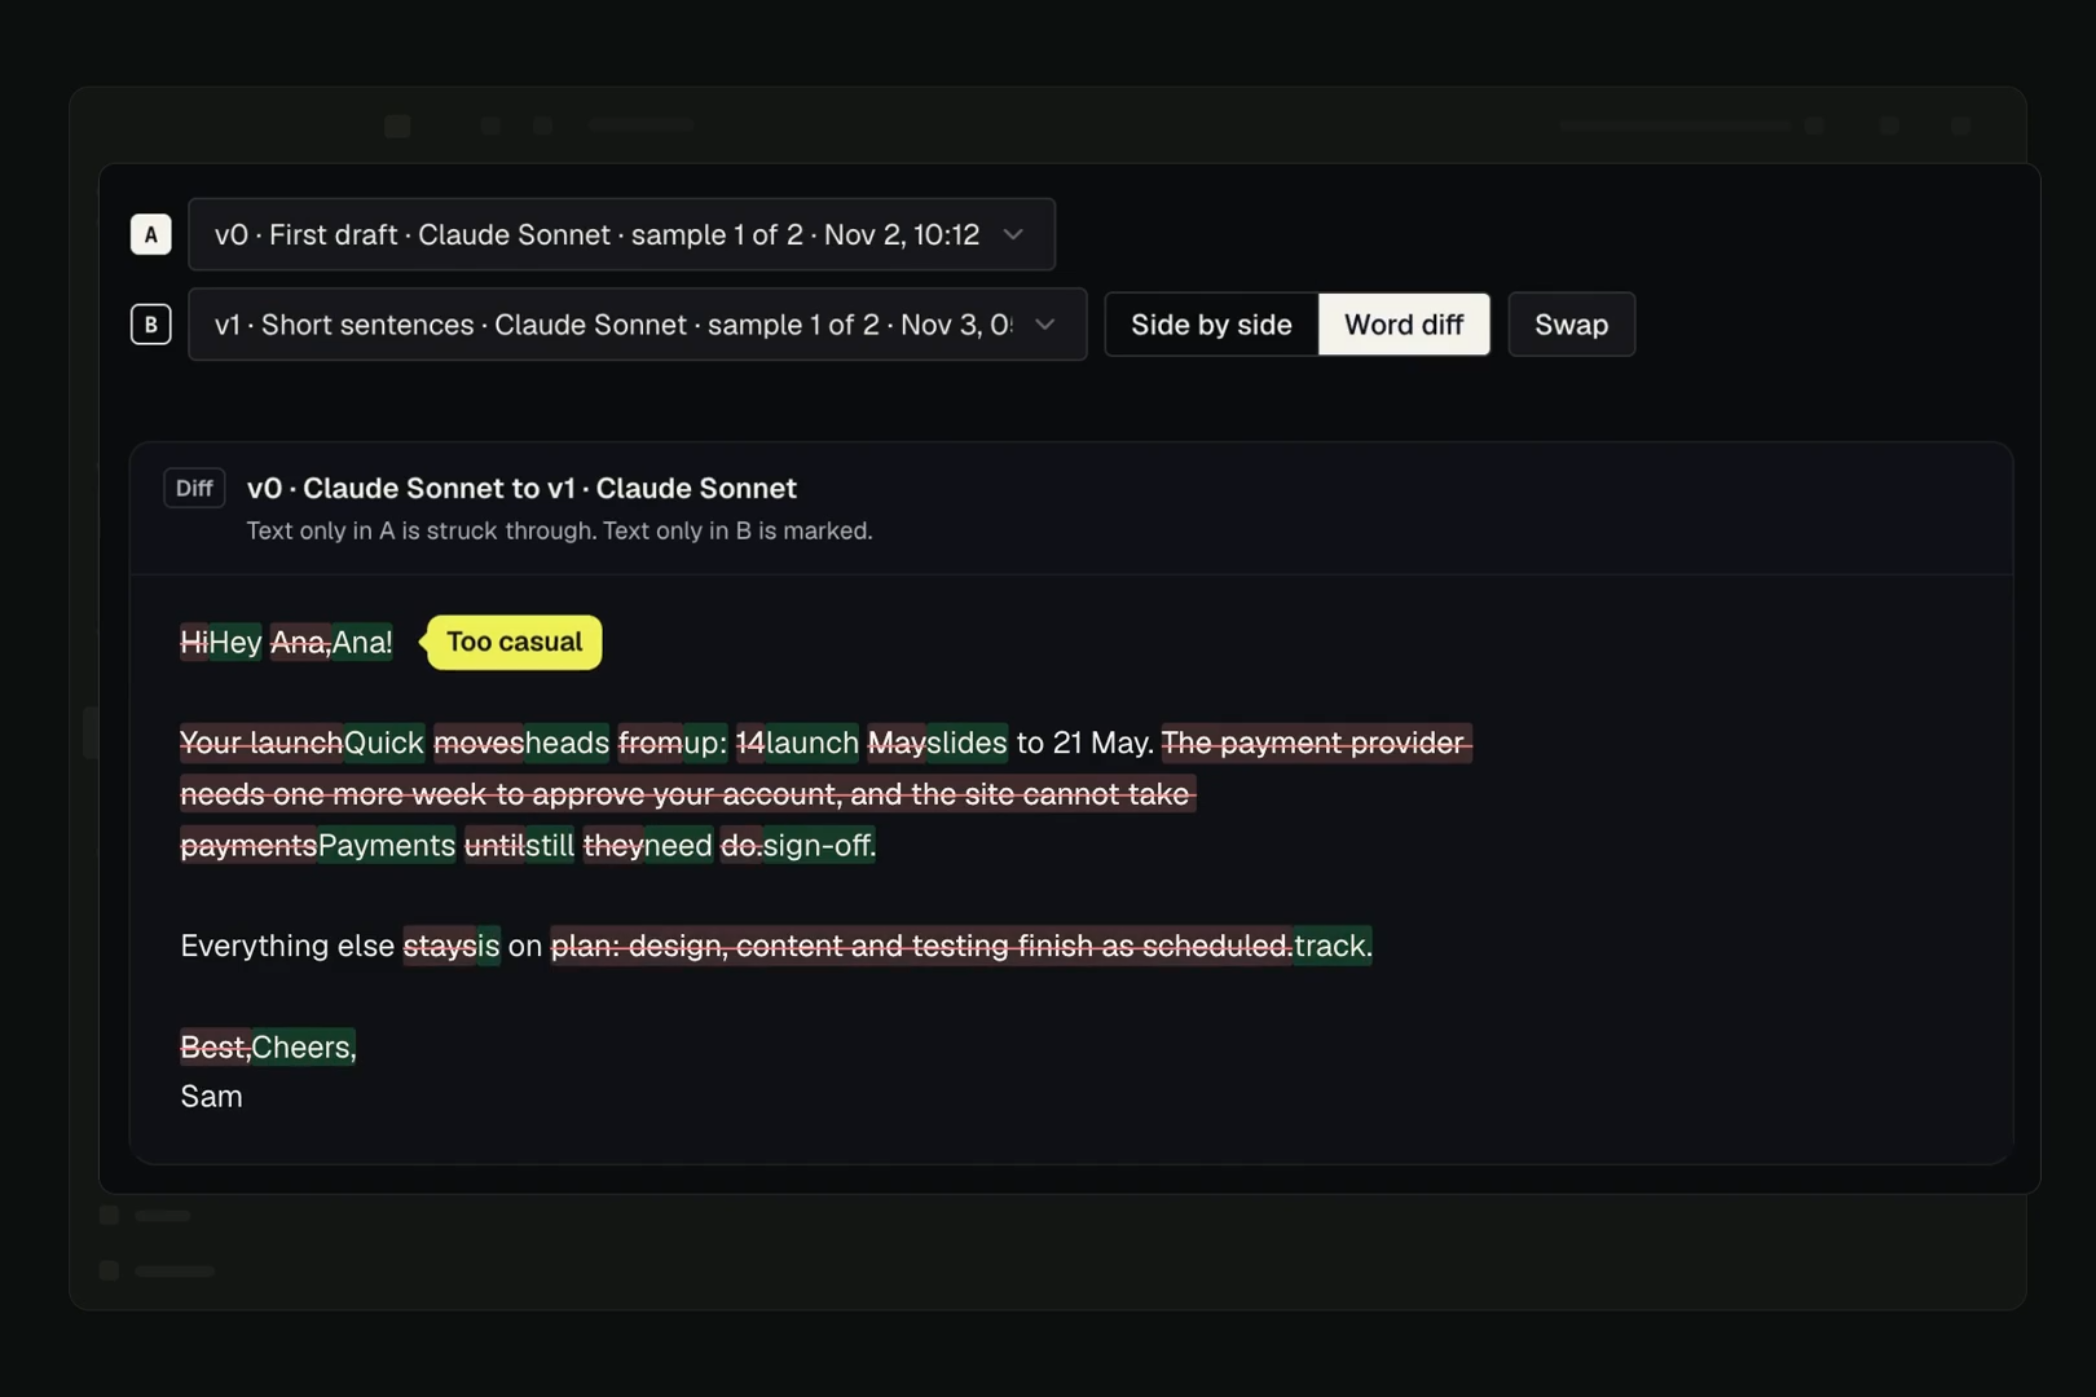 A
v0 · First draft · Claude Sonnet · sample 1 of 2 · Nov 2, 10:12
B
v1 · Short sentences · Claude Sonnet · sample 1 of 2 · Nov 3,
Side by side
Word diff
Swap
Diff
v0 · Claude Sonnet to v1 · Claude Sonnet
Text only in A is struck through. Text only in B is marked.
HiHey Ana,Ana!
Too casual
Your launchQuick movesheads fromup: 14launch Mayslides to 21 May. The payment provider
needs one more week to approve your account, and the site cannot take
paymentsPayments untilstill theyneed do.sign-off.
Everything else staysis on plan: design, content and testing finish as scheduled.track.
Best,Cheers,
Sam